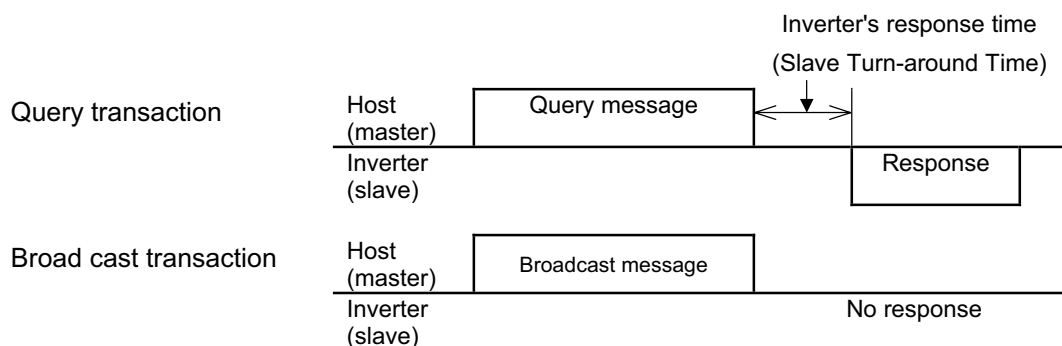 Inverter's response time
(Slave Turn-around Time)
Query transaction
Host
(master)
Query message
Inverter
(slave)
Response
Broad cast transaction
Host
(master)
Broadcast message
Inverter
(slave)
No response